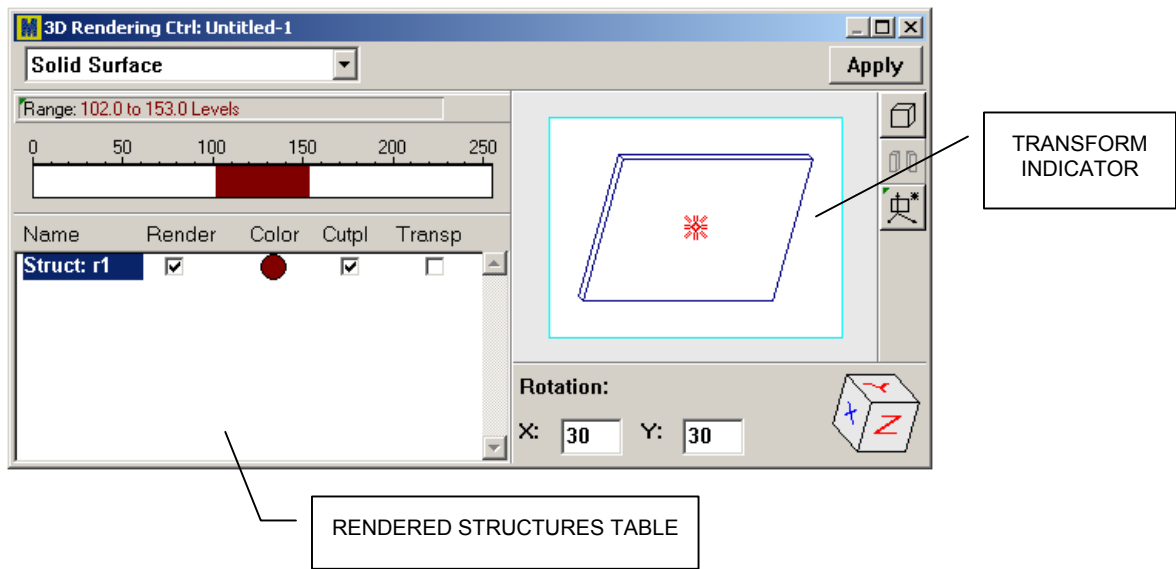 3D Rendering Ctrl: Untitled-1
Solid Surface
Apply
Range: 102.0 to 153.0 Levels
0 50 100 150 200 250
Name Render Color Cutpl Transp
Struct: r1
TRANSFORM
INDICATOR
Rotation:
X: 30 Y: 30
Y
X
Z
RENDERED STRUCTURES TABLE